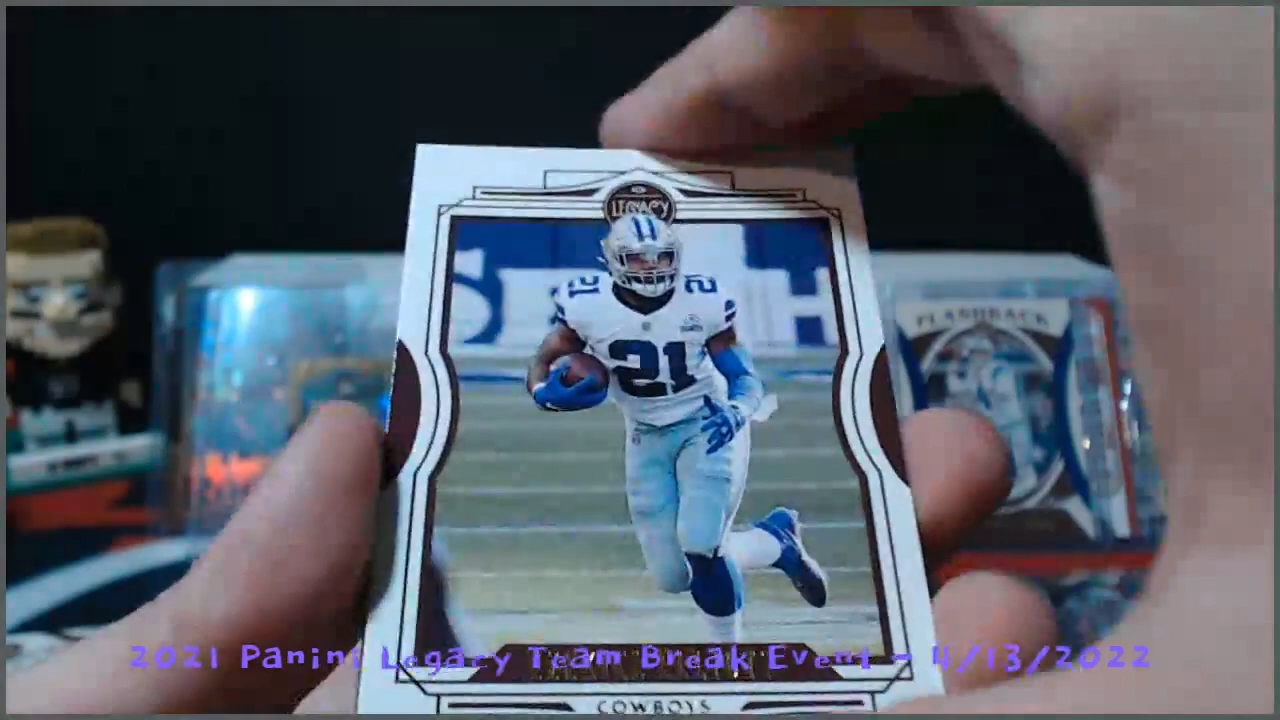 LEGACY
21
21
21
FLASHBACK
2021 Panini Legacy Team Break Event - 4/13/2022
COWBOYS